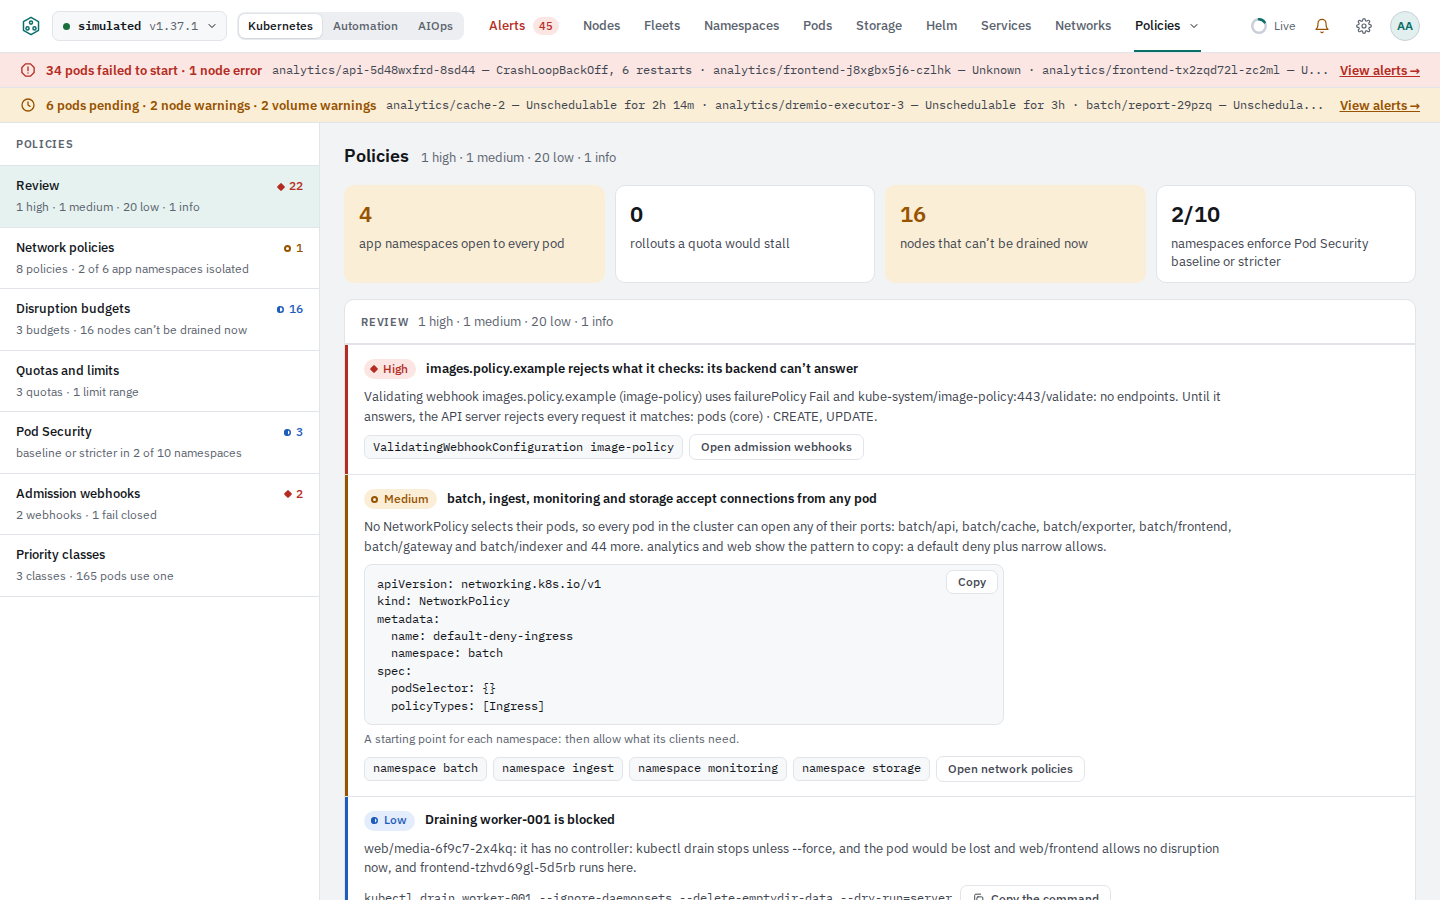 simulated v1.37.1 Kubernetes Automation AIOps Alerts 45 Nodes Fleets Namespaces Pods Storage Helm Services Networks Policies Live AA
34 pods failed to start · 1 node error analytics/api-5d48wxfrd-8sd44 — CrashLoopBackOff, 6 restarts · analytics/frontend-j8xgbx5j6-czlhk — Unknown · analytics/frontend-tx2zqd72l-zc2ml — U... View alerts→
6 pods pending · 2 node warnings · 2 volume warnings analytics/cache-2 — Unschedulable for 2h 14m · analytics/dremio-executor-3 — Unschedulable for 3h · batch/report-29pzq — Unschedula... View alerts→
POLICIES
Review 22
1 high · 1 medium · 20 low · 1 info
Network policies 1
8 policies · 2 of 6 app namespaces isolated
Disruption budgets 16
3 budgets · 16 nodes can't be drained now
Quotas and limits
3 quotas · 1 limit range
Pod Security 3
baseline or stricter in 2 of 10 namespaces
Admission webhooks 2
2 webhooks · 1 fail closed
Priority classes
3 classes · 165 pods use one
Policies 1 high · 1 medium · 20 low · 1 info
4
app namespaces open to every pod
0
rollouts a quota would stall
16
nodes that can't be drained now
2/10
namespaces enforce Pod Security
baseline or stricter
REVIEW 1 high · 1 medium · 20 low · 1 info
High images.policy.example rejects what it checks: its backend can't answer
Validating webhook images.policy.example (image-policy) uses failurePolicy Fail and kube-system/image-policy:443/validate: no endpoints. Until it
answers, the API server rejects every request it matches: pods (core) · CREATE, UPDATE.
ValidatingWebhookConfiguration image-policy Open admission webhooks
Medium batch, ingest, monitoring and storage accept connections from any pod
No NetworkPolicy selects their pods, so every pod in the cluster can open any of their ports: batch/api, batch/cache, batch/exporter, batch/frontend,
batch/gateway and batch/indexer and 44 more. analytics and web show the pattern to copy: a default deny plus narrow allows.
Copy
apiVersion: networking.k8s.io/v1
kind: NetworkPolicy
metadata:
  name: default-deny-ingress
  namespace: batch
spec:
  podSelector: {}
  policyTypes: [Ingress]
A starting point for each namespace: then allow what its clients need.
namespace batch namespace ingest namespace monitoring namespace storage Open network policies
Low Draining worker-001 is blocked
web/media-6f9c7-2x4kq: it has no controller: kubectl drain stops unless --force, and the pod would be lost and web/frontend allows no disruption
now, and frontend-tzhvd69gl-5d5rb runs here.
kubectl drain worker-001 --ignore-daemonsets --delete-emptydir-data --dry-run=server Copy the command